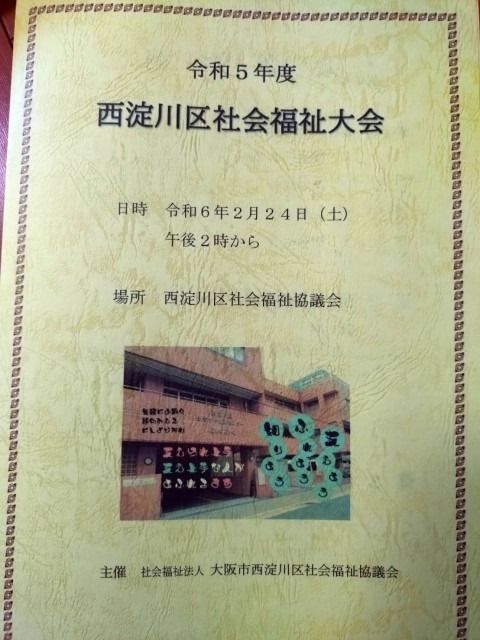 令和５年度
西淀川区社会福祉大会
日時　令和６年２月２４日（土）
午後２時から
場所　西淀川区社会福祉協議会
主催　社会福祉法人 大阪市西淀川区社会福祉協議会